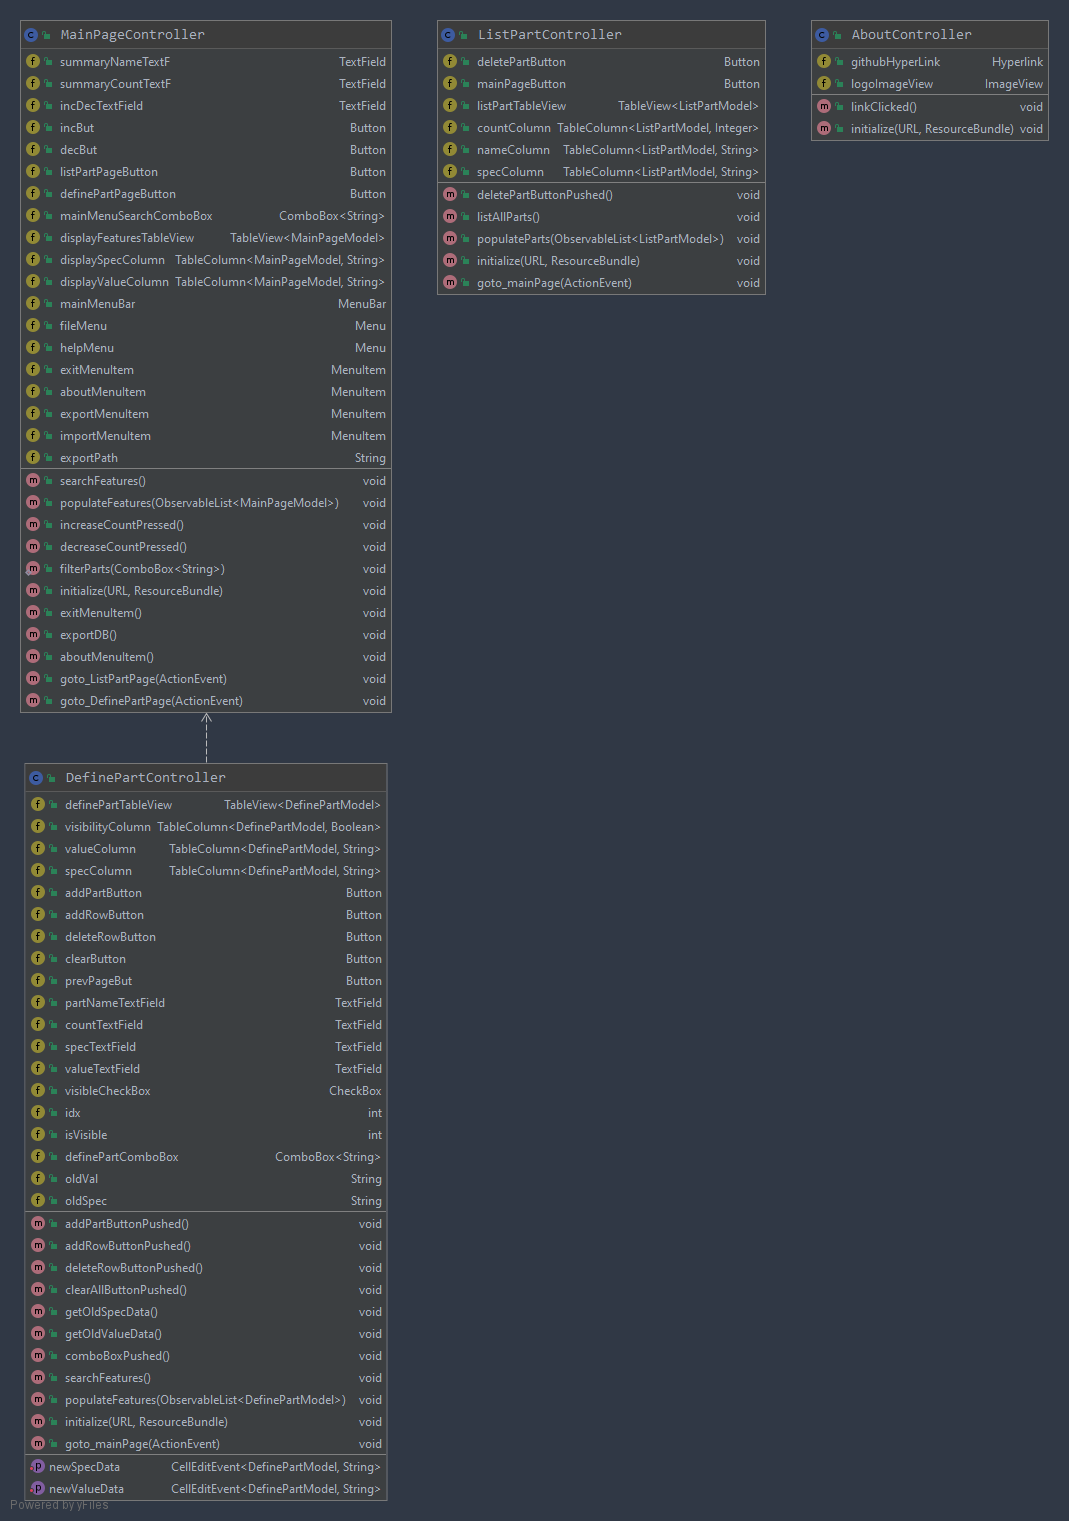 MainPageController
summaryNameTextF TextField
summaryCountTextF TextField
incDecTextField TextField
incBut Button
decBut Button
listPartPageButton Button
definePartPageButton Button
mainMenuSearchComboBox ComboBox<String>
displayFeaturesTableView TableView<MainPageModel>
displaySpecColumn TableColumn<MainPageModel, String>
displayValueColumn TableColumn<MainPageModel, String>
mainMenuBar MenuBar
fileMenu Menu
helpMenu Menu
exitMenuItem MenuItem
aboutMenuItem MenuItem
exportMenuItem MenuItem
importMenuItem MenuItem
exportPath String
searchFeatures() void
populateFeatures(ObservableList<MainPageModel>) void
increaseCountPressed() void
decreaseCountPressed() void
filterParts(ComboBox<String>) void
initialize(URL, ResourceBundle) void
exitMenuItem() void
exportDB() void
aboutMenuItem() void
goto_ListPartPage(ActionEvent) void
goto_DefinePartPage(ActionEvent) void
ListPartController
deletePartButton Button
mainPageButton Button
listPartTableView TableView<ListPartModel>
countColumn TableColumn<ListPartModel, Integer>
nameColumn TableColumn<ListPartModel, String>
specColumn TableColumn<ListPartModel, String>
deletePartButtonPushed() void
listAllParts() void
populateParts(ObservableList<ListPartModel>) void
initialize(URL, ResourceBundle) void
goto_mainPage(ActionEvent) void
AboutController
githubHyperLink Hyperlink
logoImageView ImageView
linkClicked() void
initialize(URL, ResourceBundle) void
DefinePartController
definePartTableView TableView<DefinePartModel>
visibilityColumn TableColumn<DefinePartModel, Boolean>
valueColumn TableColumn<DefinePartModel, String>
specColumn TableColumn<DefinePartModel, String>
addPartButton Button
addRowButton Button
deleteRowButton Button
clearButton Button
prevPageBut Button
partNameTextField TextField
countTextField TextField
specTextField TextField
valueTextField TextField
visibleCheckBox CheckBox
idx int
isVisible int
definePartComboBox ComboBox<String>
oldVal String
oldSpec String
addPartButtonPushed() void
addRowButtonPushed() void
deleteRowButtonPushed() void
clearAllButtonPushed() void
getOldSpecData() void
getOldValueData() void
comboBoxPushed() void
searchFeatures() void
populateFeatures(ObservableList<DefinePartModel>) void
initialize(URL, ResourceBundle) void
goto_mainPage(ActionEvent) void
newSpecData CellEditEvent<DefinePartModel, String>
newValueData CellEditEvent<DefinePartModel, String>
Powered by yFiles